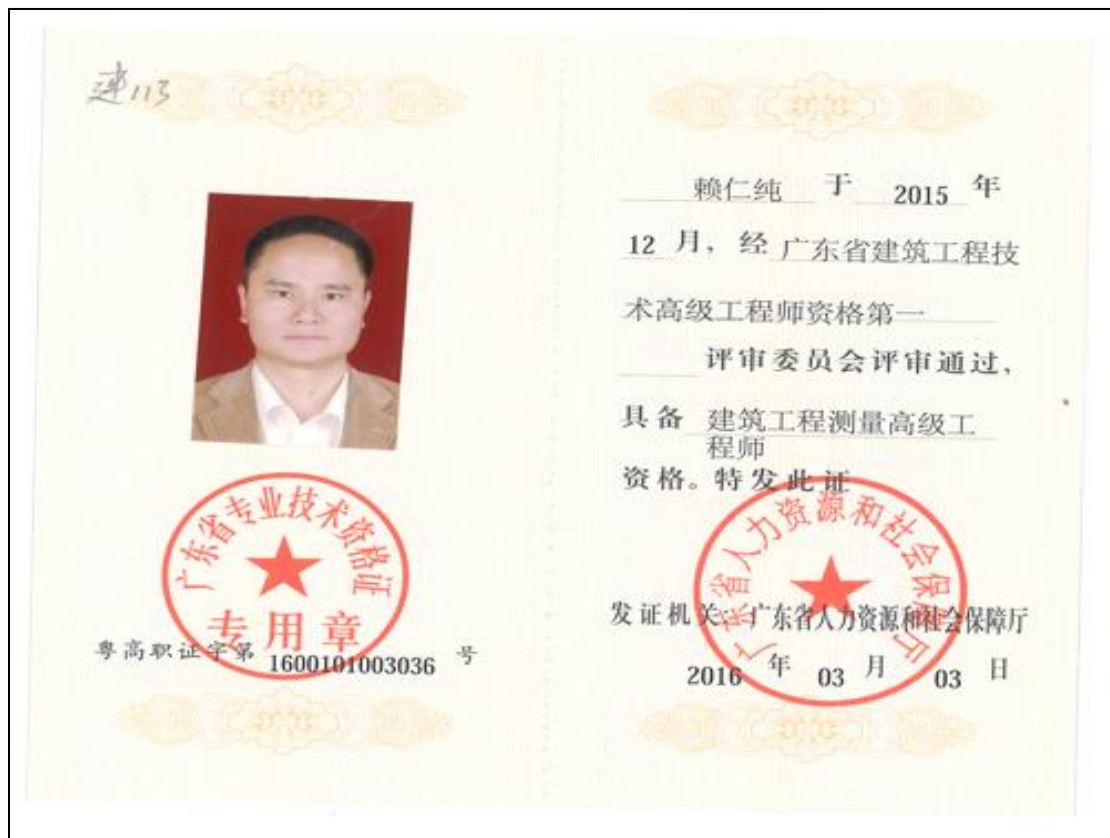 建113
广东省专业技术资格证
专用章
粤高职证字第 1600101003036 号
赖仁纯 于 2015 年
12 月，经 广东省建筑工程技
术高级工程师资格第一
评审委员会评审通过，
具备 建筑工程测量高级工
程师
资格。特发此证
广东省人力资源和社会保障厅
发证机关：广东省人力资源和社会保障厅
2016 年 03 月 03 日